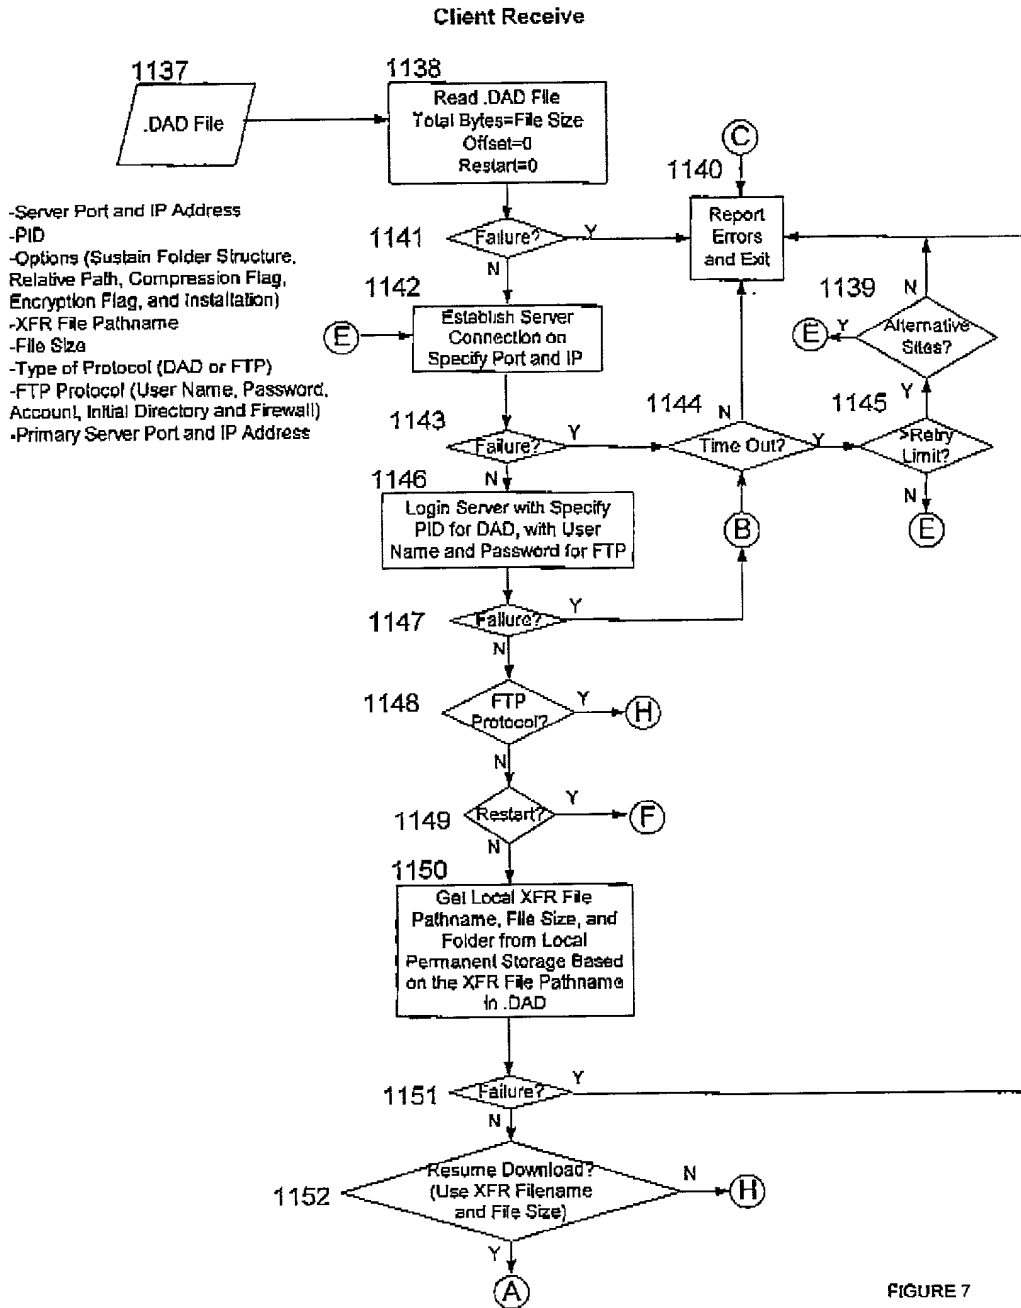 Client Receive
1137
.DAD File
1138
Read .DAD File
Total Bytes=File Size
Offset=0
Restart=0
-Server Port and IP Address
-PID
-Options (Sustain Folder Structure,
Relative Path, Compression Flag,
Encryption Flag, and Installation)
-XFR File Pathname
-File Size
-Type of Protocol (DAD or FTP)
-FTP Protocol (User Name, Password,
Account, Initial Directory and Firewall)
-Primary Server Port and IP Address
C
1140
Report
Errors
and Exit
1141
Failure?
Y
N
1142
E
Establish Server
Connection on
Specify Port and IP
1139
N
Alternative
Sites?
Y
E
1143
Failure?
Y
N
1144
N
Time Out?
Y
1145
Y
>Retry
Limit?
N
E
1146
Login Server with Specify
PID for DAD, with User
Name and Password for FTP
B
1147
Failure?
Y
N
1148
FTP
Protocol?
Y
H
N
1149
Restart?
Y
F
N
1150
Get Local XFR File
Pathname, File Size, and
Folder from Local
Permanent Storage Based
on the XFR File Pathname
in .DAD
1151
Failure?
Y
N
1152
Resume Download?
(Use XFR Filename
and File Size)
N
H
Y
A
FIGURE 7